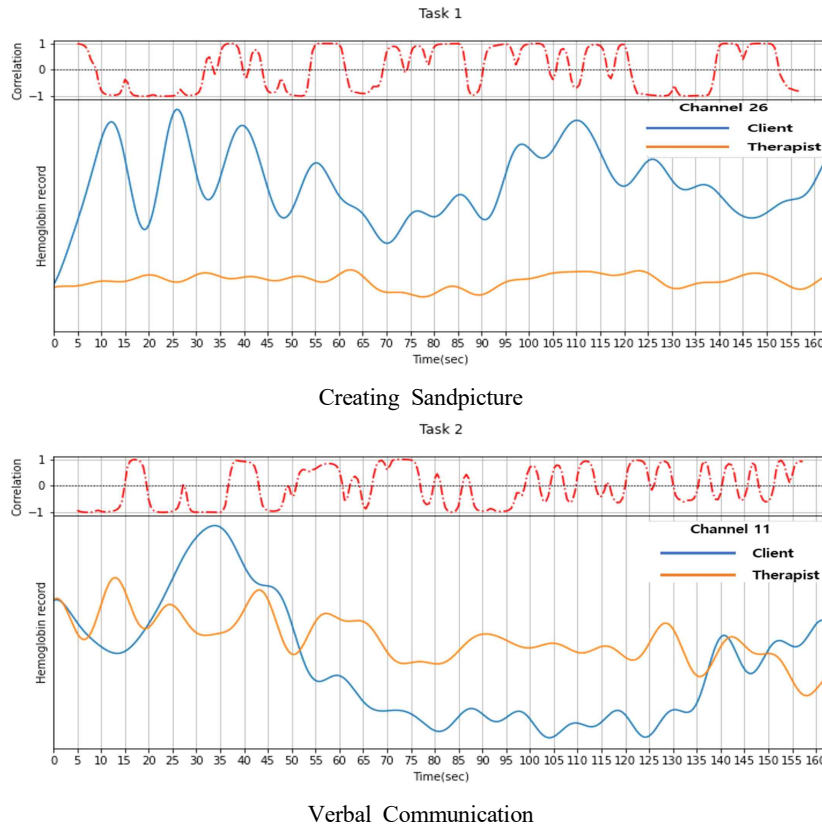 Task 1
Correlation
1
0
−1
Channel 26
Client
Therapist
Hemoglobin record
0 5 10 15 20 25 30 35 40 45 50 55 60 65 70 75 80 85 90 95 100 105 110 115 120 125 130 135 140 145 150 155 160
Time(sec)
Creating Sandpicture
Task 2
Correlation
1
0
−1
Channel 11
Client
Therapist
Hemoglobin record
0 5 10 15 20 25 30 35 40 45 50 55 60 65 70 75 80 85 90 95 100 105 110 115 120 125 130 135 140 145 150 155 160
Time(sec)
Verbal Communication